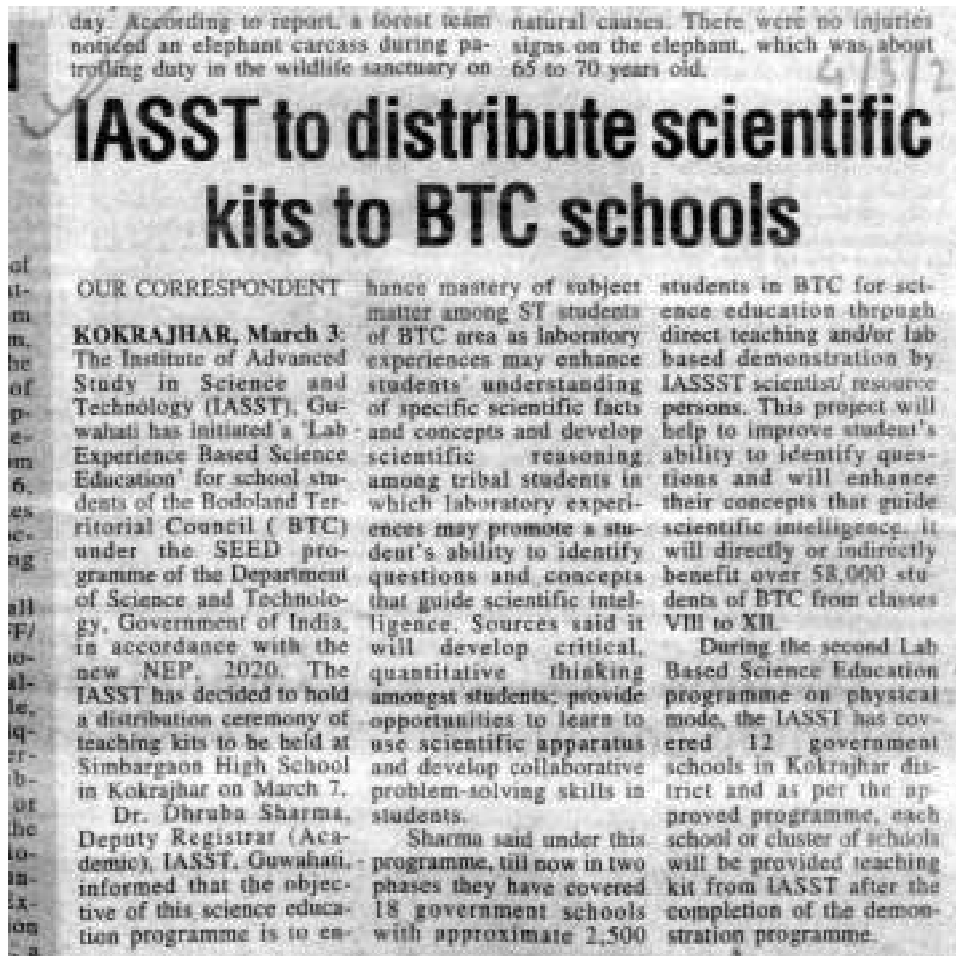 day. According to report, a forest team
noticed an elephant carcass during pa-
trolling duty in the wildlife sanctuary on
natural causes. There were no injuries
signs on the elephant, which was about
65 to 70 years old.
4/3/2
IASST to distribute scientific
kits to BTC schools
OUR CORRESPONDENT
KOKRAJHAR, March 3:
The Institute of Advanced
Study in Science and
Technology (IASST), Gu-
wahati has initiated a 'Lab
Experience Based Science
Education' for school stu-
dents of the Bodoland Ter-
ritorial Council ( BTC)
under the SEED pro-
gramme of the Department
of Science and Technolo-
gy, Government of India,
in accordance with the
new NEP, 2020. The
IASST has decided to hold
a distribution ceremony of
teaching kits to be held at
Simbargaon High School
in Kokrajhar on March 7.
Dr. Dhruba Sharma,
Deputy Registrar (Aca-
demic), IASST, Guwahati,
informed that the objec-
tive of this science educa-
tion programme is to en-
hance mastery of subject
matter among ST students
of BTC area as laboratory
experiences may enhance
students' understanding
of specific scientific facts
and concepts and develop
scientific reasoning
among tribal students in
which laboratory experi-
ences may promote a stu-
dent's ability to identify
questions and concepts
that guide scientific intel-
ligence. Sources said it
will develop critical,
quantitative thinking
amongst students; provide
opportunities to learn to
use scientific apparatus
and develop collaborative
problem-solving skills in
students.
Sharma said under this
programme, till now in two
phases they have covered
18 government schools
with approximate 2,500
students in BTC for sci-
ence education through
direct teaching and/or lab
based demonstration by
IASSST scientist/ resource
persons. This project will
help to improve student's
ability to identify ques-
tions and will enhance
their concepts that guide
scientific intelligence. It
will directly or indirectly
benefit over 58,000 stu-
dents of BTC from classes
VIII to XII.
During the second Lab
Based Science Education
programme on physical
mode, the IASST has cov-
ered 12 government
schools in Kokrajhar dis-
trict and as per the ap-
proved programme, each
school or cluster of schools
will be provided teaching
kit from IASST after the
completion of the demon-
stration programme.